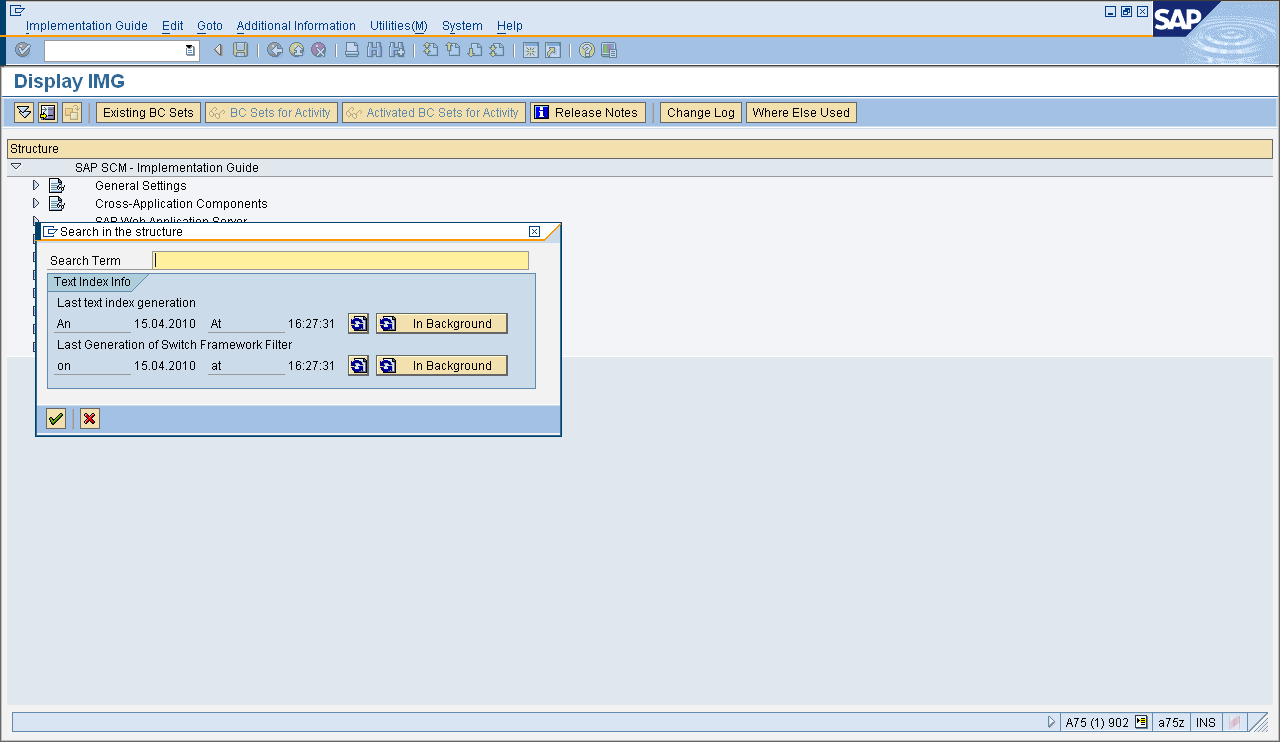 Implementation Guide Edit Goto Additional Information Utilities(M) System Help
SAP
Display IMG
Existing BC Sets BC Sets for Activity Activated BC Sets for Activity Release Notes Change Log Where Else Used
Structure
SAP SCM - Implementation Guide
General Settings
Cross-Application Components
SAP Web Application Server
Search in the structure
Search Term
Text Index Info
Last text index generation
An 15.04.2010 At 16:27:31 In Background
Last Generation of Switch Framework Filter
on 15.04.2010 at 16:27:31 In Background
A75 (1) 902 a75z INS